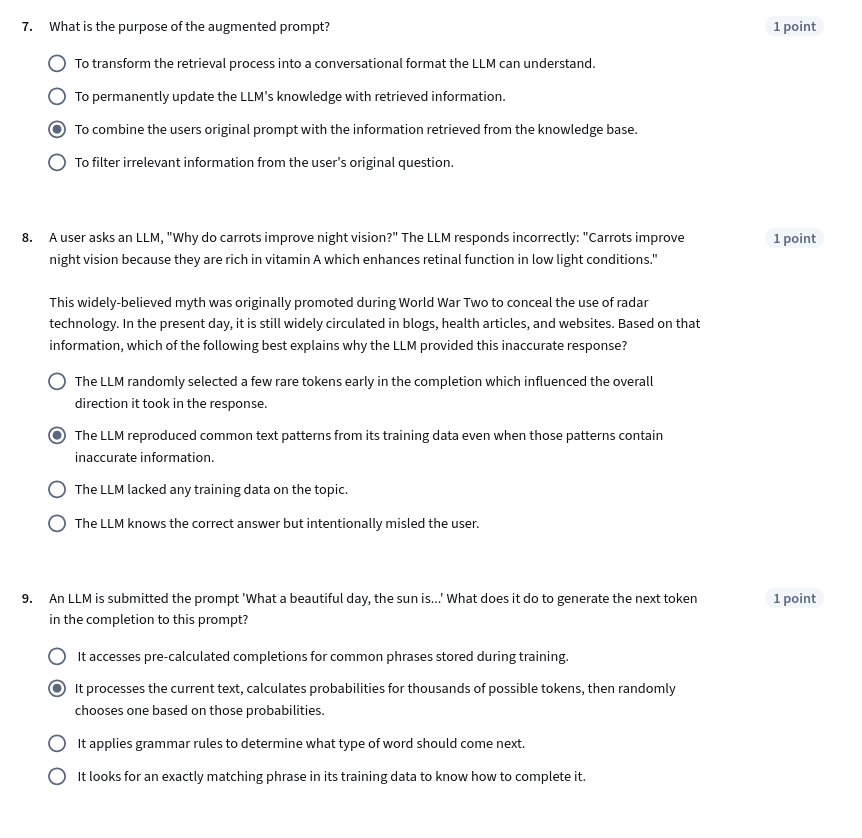 7. What is the purpose of the augmented prompt? 1 point
To transform the retrieval process into a conversational format the LLM can understand.
To permanently update the LLM's knowledge with retrieved information.
To combine the users original prompt with the information retrieved from the knowledge base.
To filter irrelevant information from the user's original question.
8. A user asks an LLM, "Why do carrots improve night vision?" The LLM responds incorrectly: "Carrots improve 1 point
night vision because they are rich in vitamin A which enhances retinal function in low light conditions."
This widely-believed myth was originally promoted during World War Two to conceal the use of radar
technology. In the present day, it is still widely circulated in blogs, health articles, and websites. Based on that
information, which of the following best explains why the LLM provided this inaccurate response?
The LLM randomly selected a few rare tokens early in the completion which influenced the overall
direction it took in the response.
The LLM reproduced common text patterns from its training data even when those patterns contain
inaccurate information.
The LLM lacked any training data on the topic.
The LLM knows the correct answer but intentionally misled the user.
9. An LLM is submitted the prompt 'What a beautiful day, the sun is...' What does it do to generate the next token 1 point
in the completion to this prompt?
It accesses pre-calculated completions for common phrases stored during training.
It processes the current text, calculates probabilities for thousands of possible tokens, then randomly
chooses one based on those probabilities.
It applies grammar rules to determine what type of word should come next.
It looks for an exactly matching phrase in its training data to know how to complete it.